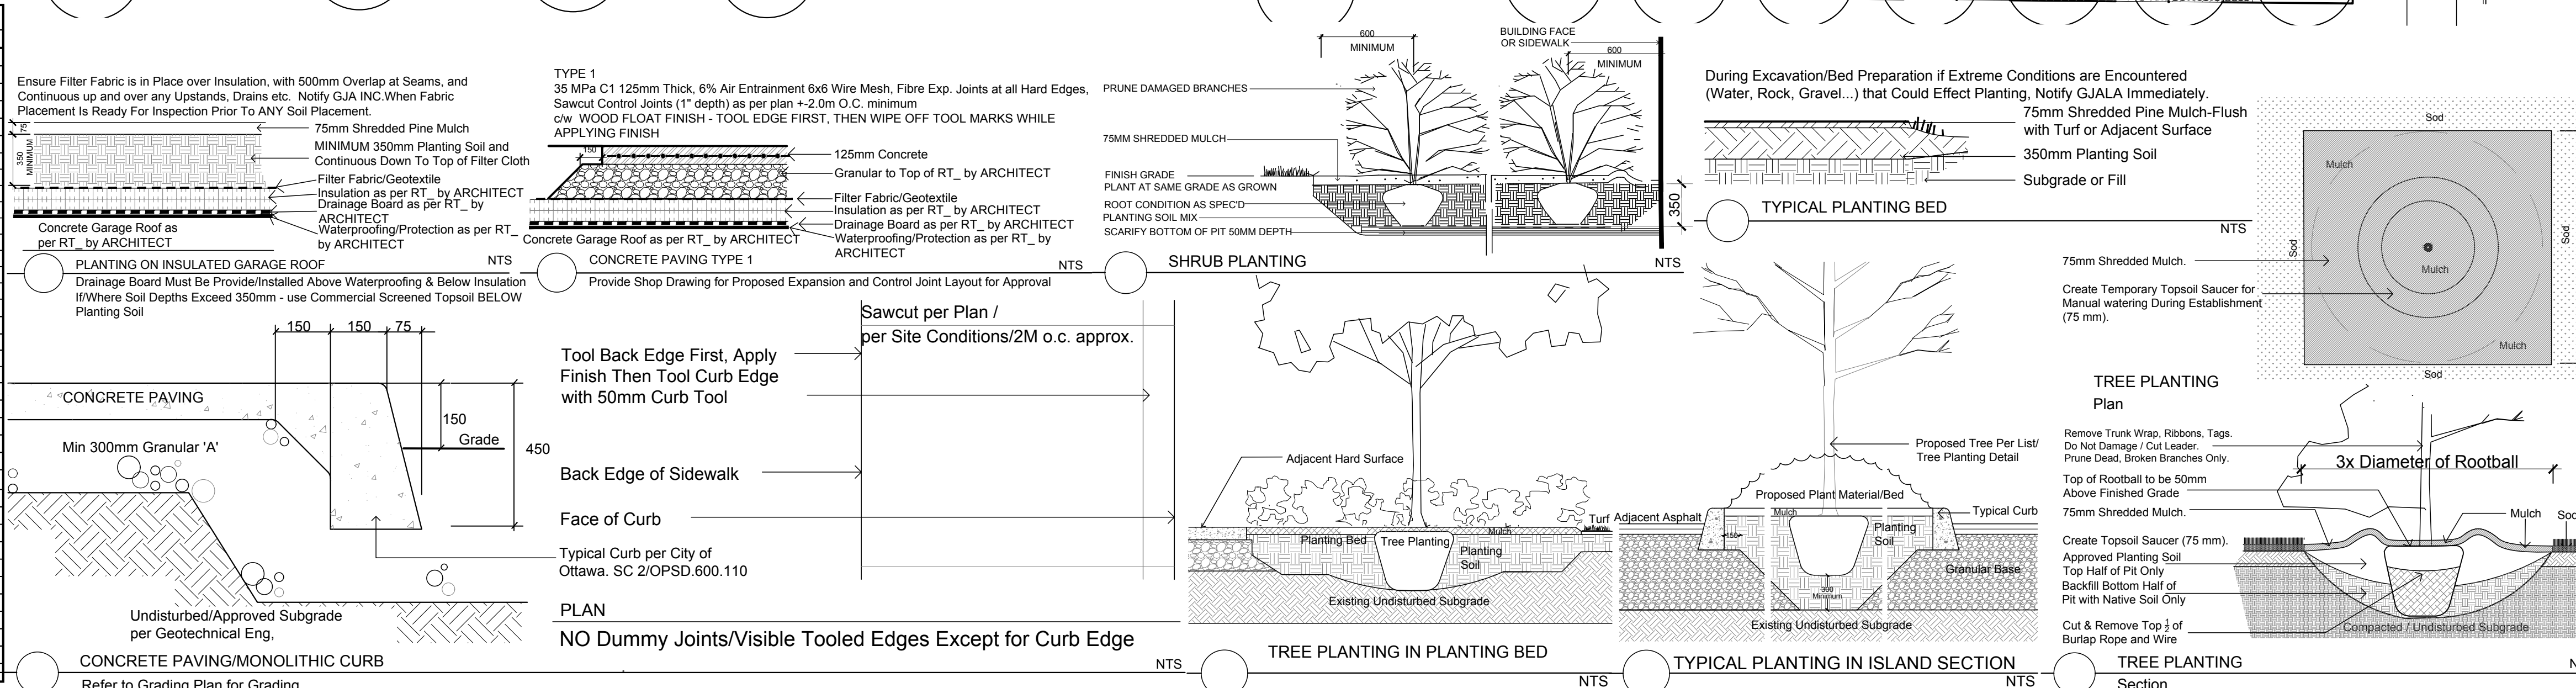 Ensure Filter Fabric is in Place over Insulation, with 500mm Overlap at Seams, and
Continuous up and over any Upstands, Drains etc. Notify GJA INC.When Fabric
Placement Is Ready For Inspection Prior To ANY Soil Placement.
75
350
MINIMUM
75mm Shredded Pine Mulch
MINIMUM 350mm Planting Soil and
Continuous Down To Top of Filter Cloth
Filter Fabric/Geotextile
Insulation as per RT_ by ARCHITECT
Drainage Board as per RT_ by
ARCHITECT
Waterproofing/Protection as per RT_
by ARCHITECT
Concrete Garage Roof as
per RT_ by ARCHITECT
PLANTING ON INSULATED GARAGE ROOF
NTS
Drainage Board Must Be Provide/Installed Above Waterproofing & Below Insulation
If/Where Soil Depths Exceed 350mm - use Commercial Screened Topsoil BELOW
Planting Soil
TYPE 1
35 MPa C1 125mm Thick, 6% Air Entrainment 6x6 Wire Mesh, Fibre Exp. Joints at all Hard Edges,
Sawcut Control Joints (1" depth) as per plan +-2.0m O.C. minimum
c/w WOOD FLOAT FINISH - TOOL EDGE FIRST, THEN WIPE OFF TOOL MARKS WHILE
APPLYING FINISH
150
125mm Concrete
Granular to Top of RT_ by ARCHITECT
Filter Fabric/Geotextile
Insulation as per RT_ by ARCHITECT
Drainage Board as per RT_ by ARCHITECT
Waterproofing/Protection as per RT_ by
ARCHITECT
Concrete Garage Roof as per RT_ by ARCHITECT
CONCRETE PAVING TYPE 1
NTS
Provide Shop Drawing for Proposed Expansion and Control Joint Layout for Approval
600
MINIMUM
BUILDING FACE
OR SIDEWALK
600
MINIMUM
PRUNE DAMAGED BRANCHES
75MM SHREDDED MULCH
FINISH GRADE
PLANT AT SAME GRADE AS GROWN
ROOT CONDITION AS SPEC'D
PLANTING SOIL MIX
SCARIFY BOTTOM OF PIT 50MM DEPTH
350
SHRUB PLANTING
NTS
During Excavation/Bed Preparation if Extreme Conditions are Encountered
(Water, Rock, Gravel...) that Could Effect Planting, Notify GJALA Immediately.
75mm Shredded Pine Mulch-Flush
with Turf or Adjacent Surface
350mm Planting Soil
Subgrade or Fill
TYPICAL PLANTING BED
NTS
Sod
Mulch
Sod
Sod
Mulch
Mulch
Sod
75mm Shredded Mulch.
Create Temporary Topsoil Saucer for
Manual watering During Establishment
(75 mm).
TREE PLANTING
Plan
150
150
75
CONCRETE PAVING
150
Grade
450
Min 300mm Granular 'A'
Undisturbed/Approved Subgrade
per Geotechnical Eng,
CONCRETE PAVING/MONOLITHIC CURB
NTS
Refer to Grading Plan for Grading
Sawcut per Plan /
per Site Conditions/2M o.c. approx.
Tool Back Edge First, Apply
Finish Then Tool Curb Edge
with 50mm Curb Tool
Back Edge of Sidewalk
Face of Curb
Typical Curb per City of
Ottawa. SC 2/OPSD.600.110
PLAN
NO Dummy Joints/Visible Tooled Edges Except for Curb Edge
Adjacent Hard Surface
Turf
Planting Bed
Tree Planting
Mulch
Planting
Soil
Existing Undisturbed Subgrade
TREE PLANTING IN PLANTING BED
NTS
Proposed Tree Per List/
Tree Planting Detail
Proposed Plant Material/Bed
Adjacent Asphalt
Mulch
Typical Curb
150
Planting
Soil
Granular Base
300
Minimum
Existing Undisturbed Subgrade
TYPICAL PLANTING IN ISLAND SECTION
NTS
Remove Trunk Wrap, Ribbons, Tags.
Do Not Damage / Cut Leader.
Prune Dead, Broken Branches Only.
3x Diameter of Rootball
Top of Rootball to be 50mm
Above Finished Grade
75mm Shredded Mulch.
Mulch
Create Topsoil Saucer (75 mm).
Approved Planting Soil
Top Half of Pit Only
Backfill Bottom Half of
Pit with Native Soil Only
Cut & Remove Top ½ of
Burlap Rope and Wire
Compacted / Undisturbed Subgrade
TREE PLANTING
Section